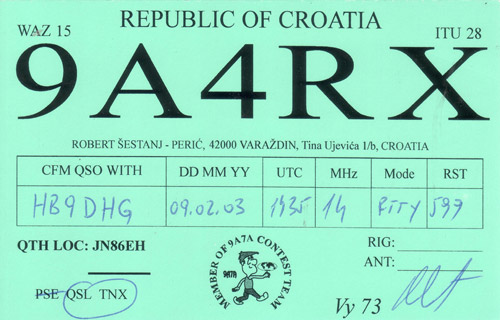 REPUBLIC OF CROATIA
WAZ 15 ITU 28
9A4RX
ROBERT ŠESTANJ - PERIĆ, 42000 VARAŽDIN, Tina Ujevića 1/b, CROATIA
CFM QSO WITH DD MM YY UTC MHz Mode RST
HB9DHG 09.02.03 1435 14 RTTY 599
QTH LOC: JN86EH
MEMBER OF 9A7A CONTEST TEAM
9A7A
RIG:
ANT:
PSE QSL TNX
Vy 73